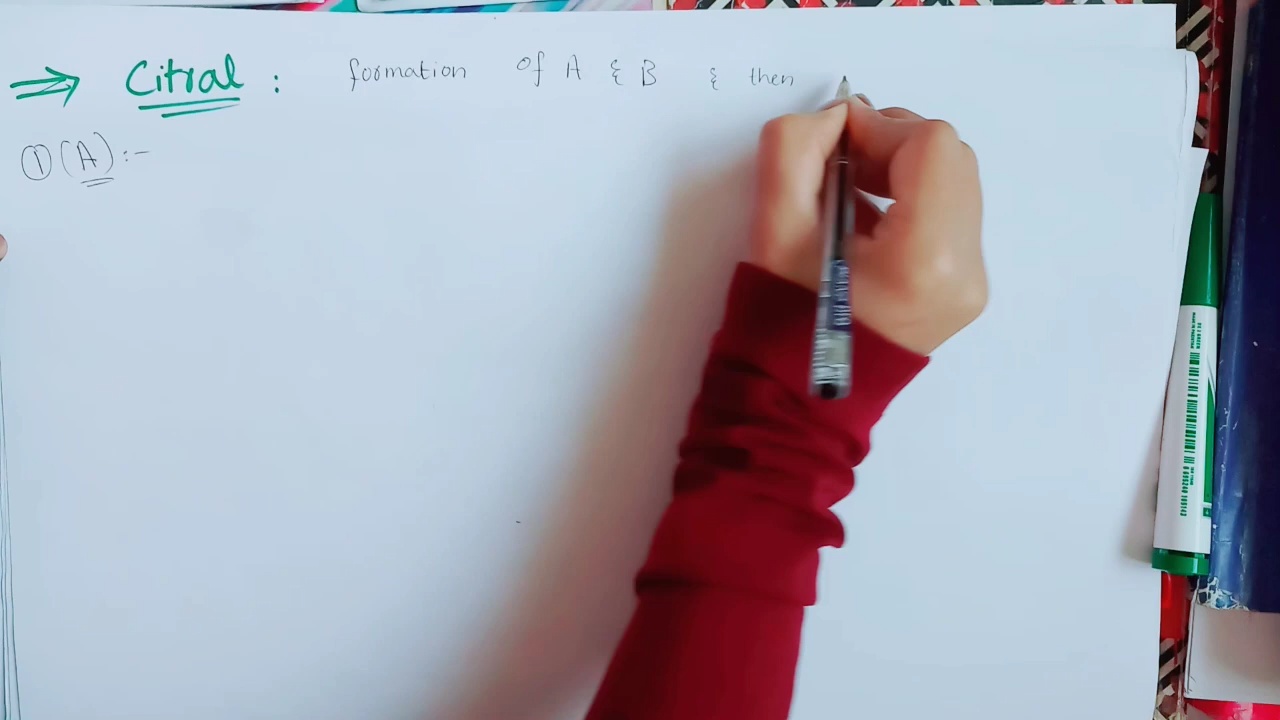 ⇒ Citral : formation of A & B & then
① (A) :-